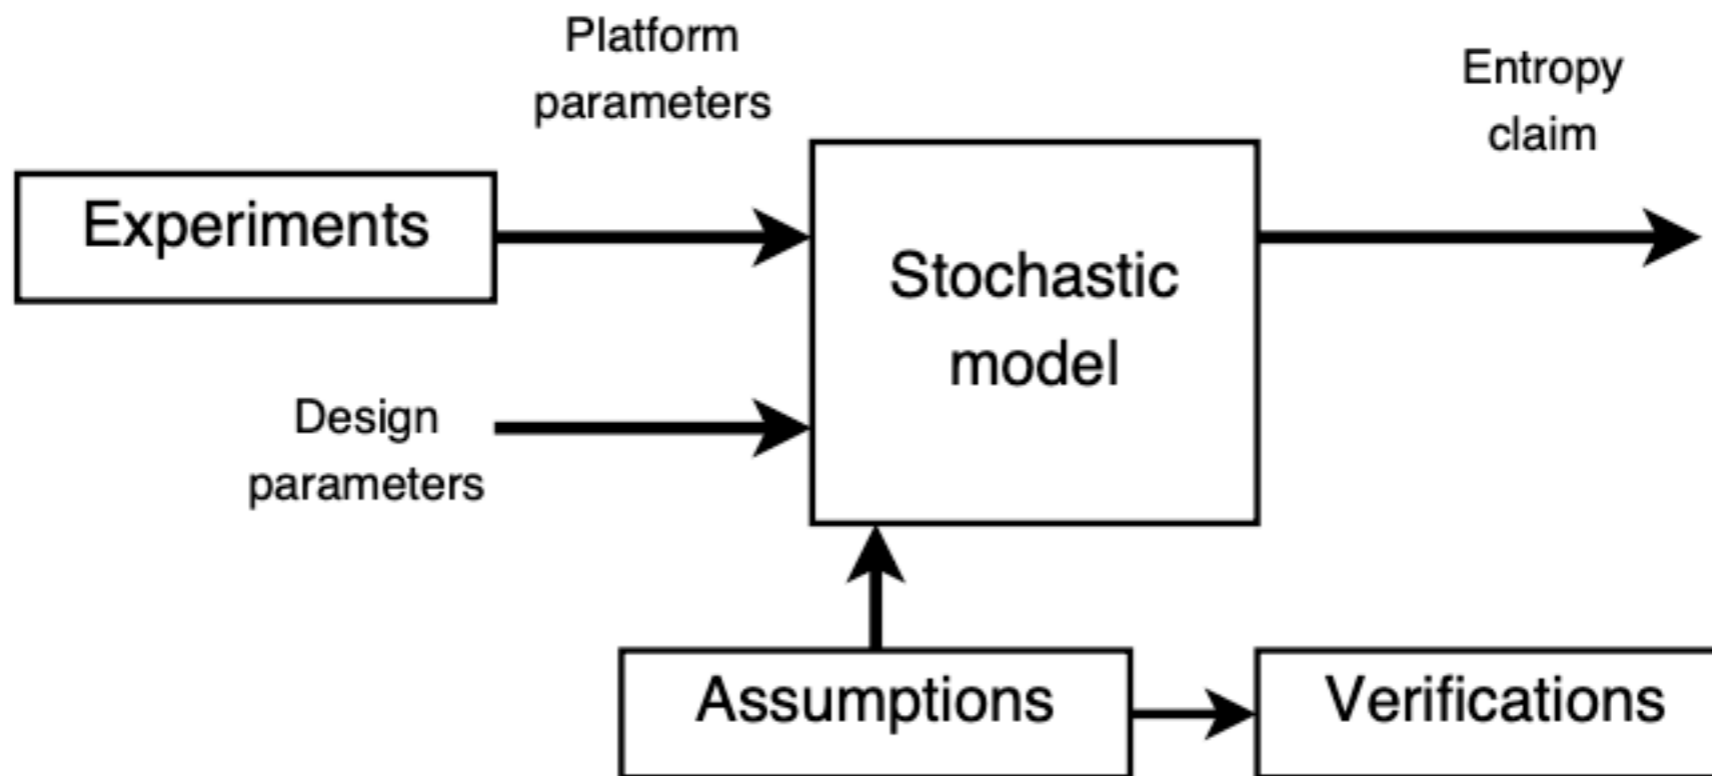 Platform
parameters
Entropy
claim
Experiments
Stochastic
model
Design
parameters
Assumptions
Verifications